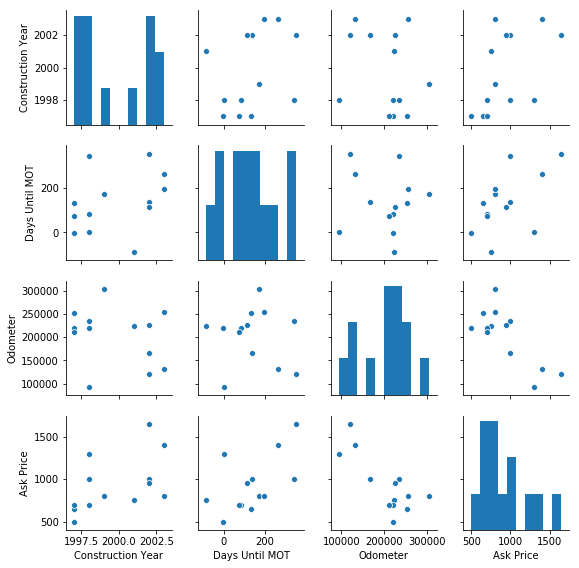 Construction Year
2002
2000
1998
Days Until MOT
200
0
Odometer
300000
250000
200000
150000
100000
Ask Price
1500
1000
500
1997.5 2000.0 2002.5
Construction Year
0 200
Days Until MOT
100000 200000 300000
Odometer
500 1000 1500
Ask Price